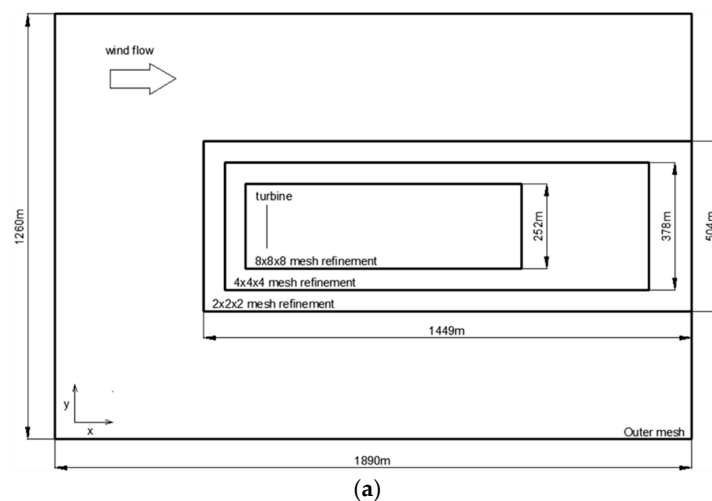 wind flow
1260m
turbine
252m
378m
504m
8x8x8 mesh refinement
4x4x4 mesh refinement
2x2x2 mesh refinement
1449m
y
x
Outer mesh
1890m
(a)